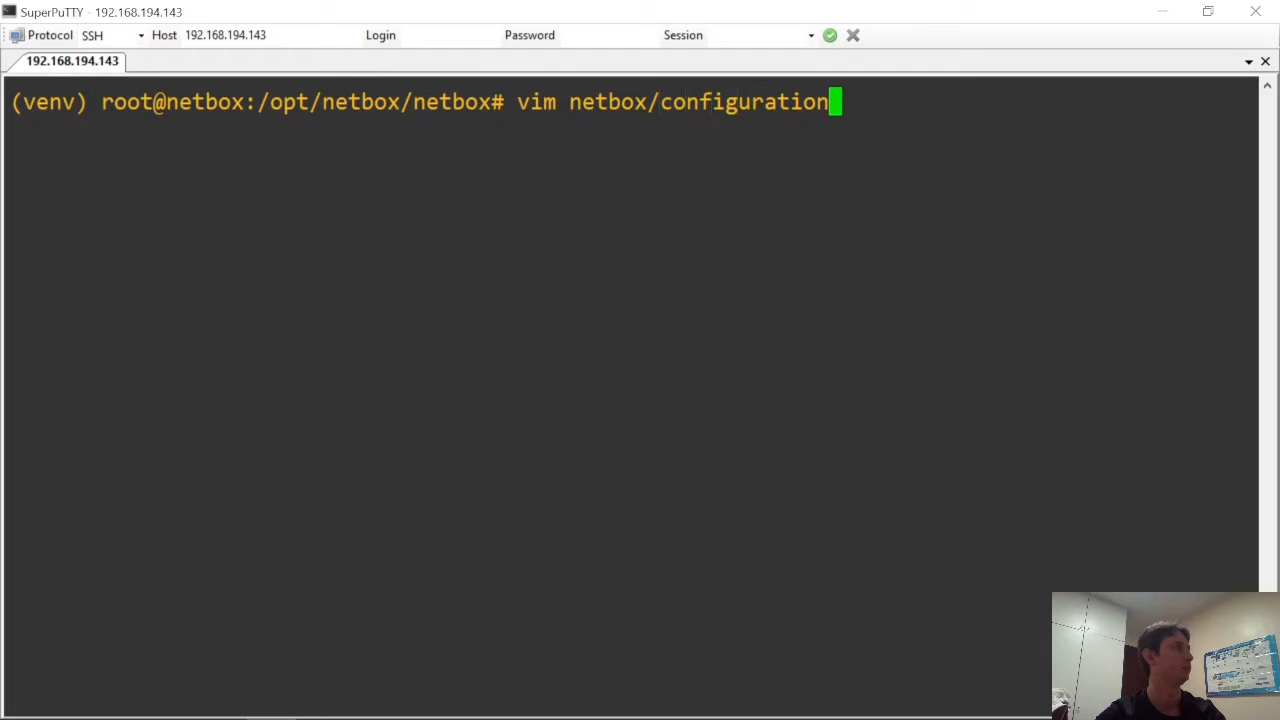 SuperPuTTY - 192.168.194.143
Protocol SSH Host 192.168.194.143 Login Password Session
192.168.194.143
(venv) root@netbox:/opt/netbox/netbox# vim netbox/configuration